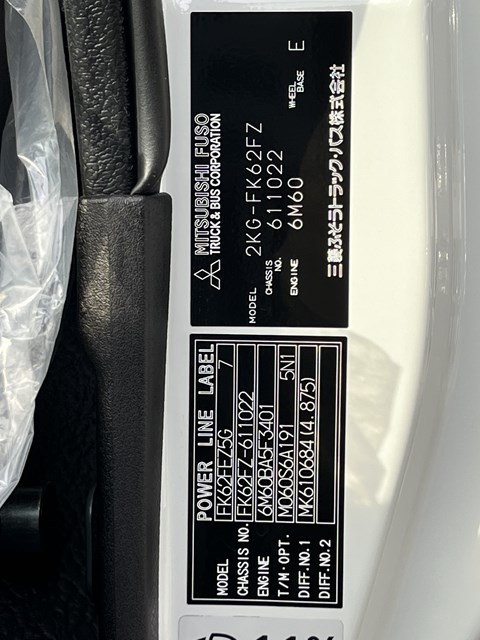 MITSUBISHI FUSO
TRUCK & BUS CORPORATION
MODEL 2KG-FK62FZ
CHASSIS NO. 611022
ENGINE 6M60 WHEEL BASE E
三菱ふそうトラック・バス株式会社
POWER LINE LABEL
MODEL FK62FEZ5G 7
CHASSIS NO. FK62FZ-611022
ENGINE 6M60BA5F3401
T/M・OPT. M060S6A191 5N1
DIFF.NO.1 MK610684(4.875)
DIFF.NO.2